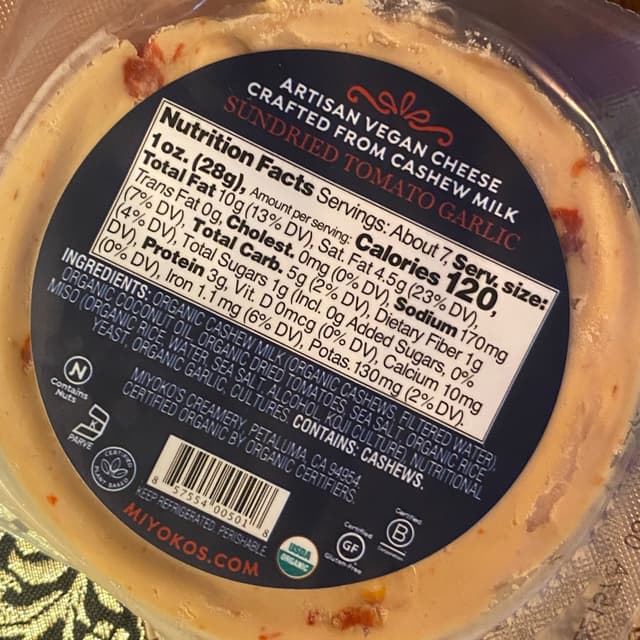 ARTISAN VEGAN CHEESE
CRAFTED FROM CASHEW MILK
SUNDRIED TOMATO GARLIC
Nutrition Facts Servings: About 7, Serv. size:
1 oz. (28g), Amount per serving: Calories 120,
Total Fat 10g (13% DV), Sat. Fat 4.5g (23% DV),
Trans Fat 0g, Cholest. 0mg (0% DV), Sodium 170mg
(7% DV), Total Carb. 5g (2% DV), Dietary Fiber 1g
(4% DV), Total Sugars 1g (Incl. 0g Added Sugars, 0%
DV), Protein 3g, Vit. D 0mcg (0% DV), Calcium 10mg
(0% DV), Iron 1.1mg (6% DV), Potas. 130mg (2% DV).
INGREDIENTS: ORGANIC CASHEW MILK (ORGANIC CASHEWS, FILTERED WATER),
ORGANIC COCONUT OIL, ORGANIC DRIED TOMATOES, SEA SALT, ORGANIC RICE
MISO (ORGANIC RICE, WATER, SEA SALT, ALCOHOL, KOJI CULTURE), NUTRITIONAL
YEAST, ORGANIC GARLIC, CULTURES. CONTAINS: CASHEWS.
MIYOKO'S CREAMERY, PETALUMA, CA 94954
CERTIFIED ORGANIC BY ORGANIC CERTIFIERS.
N
Contains
Nuts
K
PARVE
CERTIFIED
PLANT BASED
8 57554 00501 8
KEEP REFRIGERATED, PERISHABLE
MIYOKOS.COM
USDA
ORGANIC
Certified
GF
Gluten-Free
Certified
B